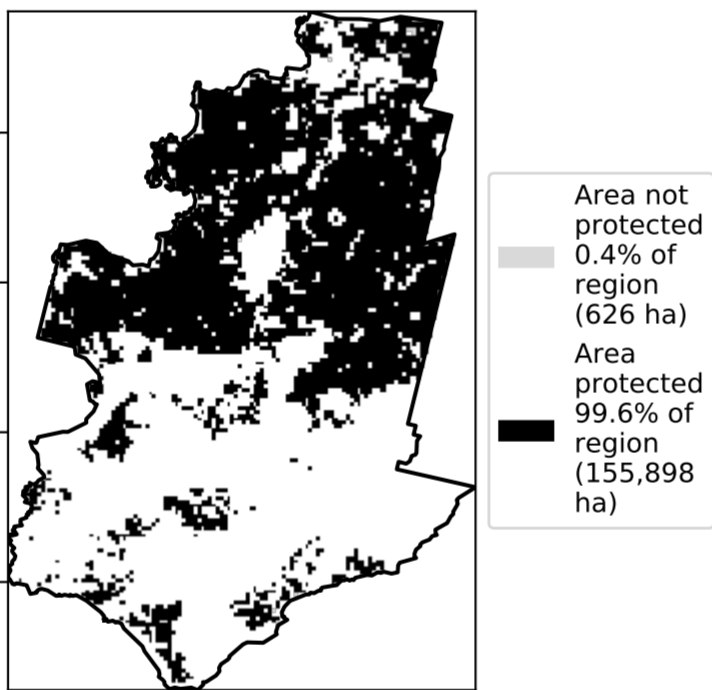 Area not
protected
0.4% of
region
(626 ha)
Area
protected
99.6% of
region
(155,898
ha)